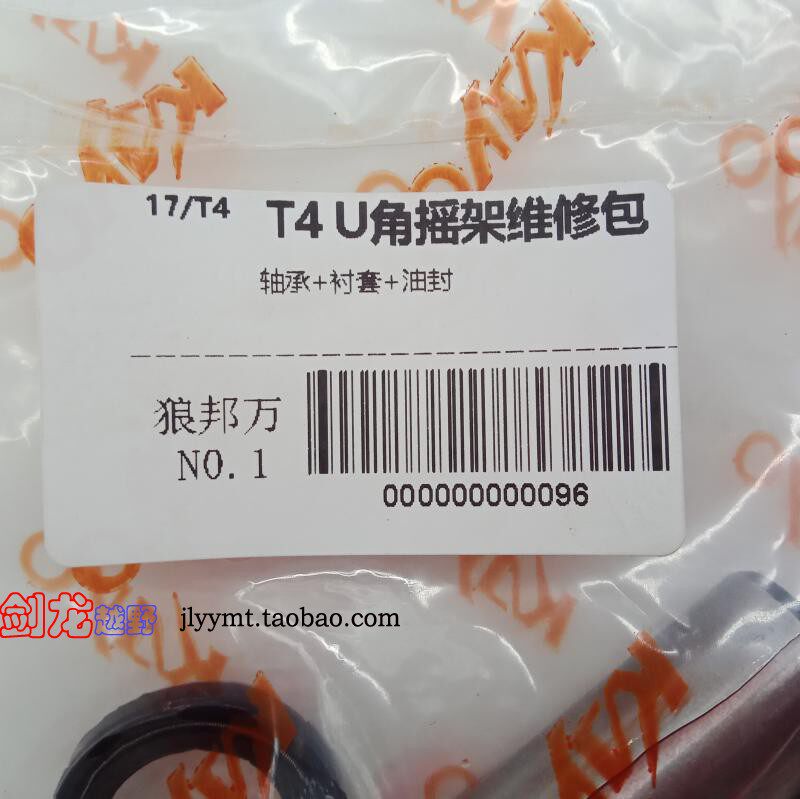 17/T4 T4 U角摇架维修包
轴承+衬套+油封
狼邦万
NO.1
000000000096
剑龙越野 jlyymt.taobao.com